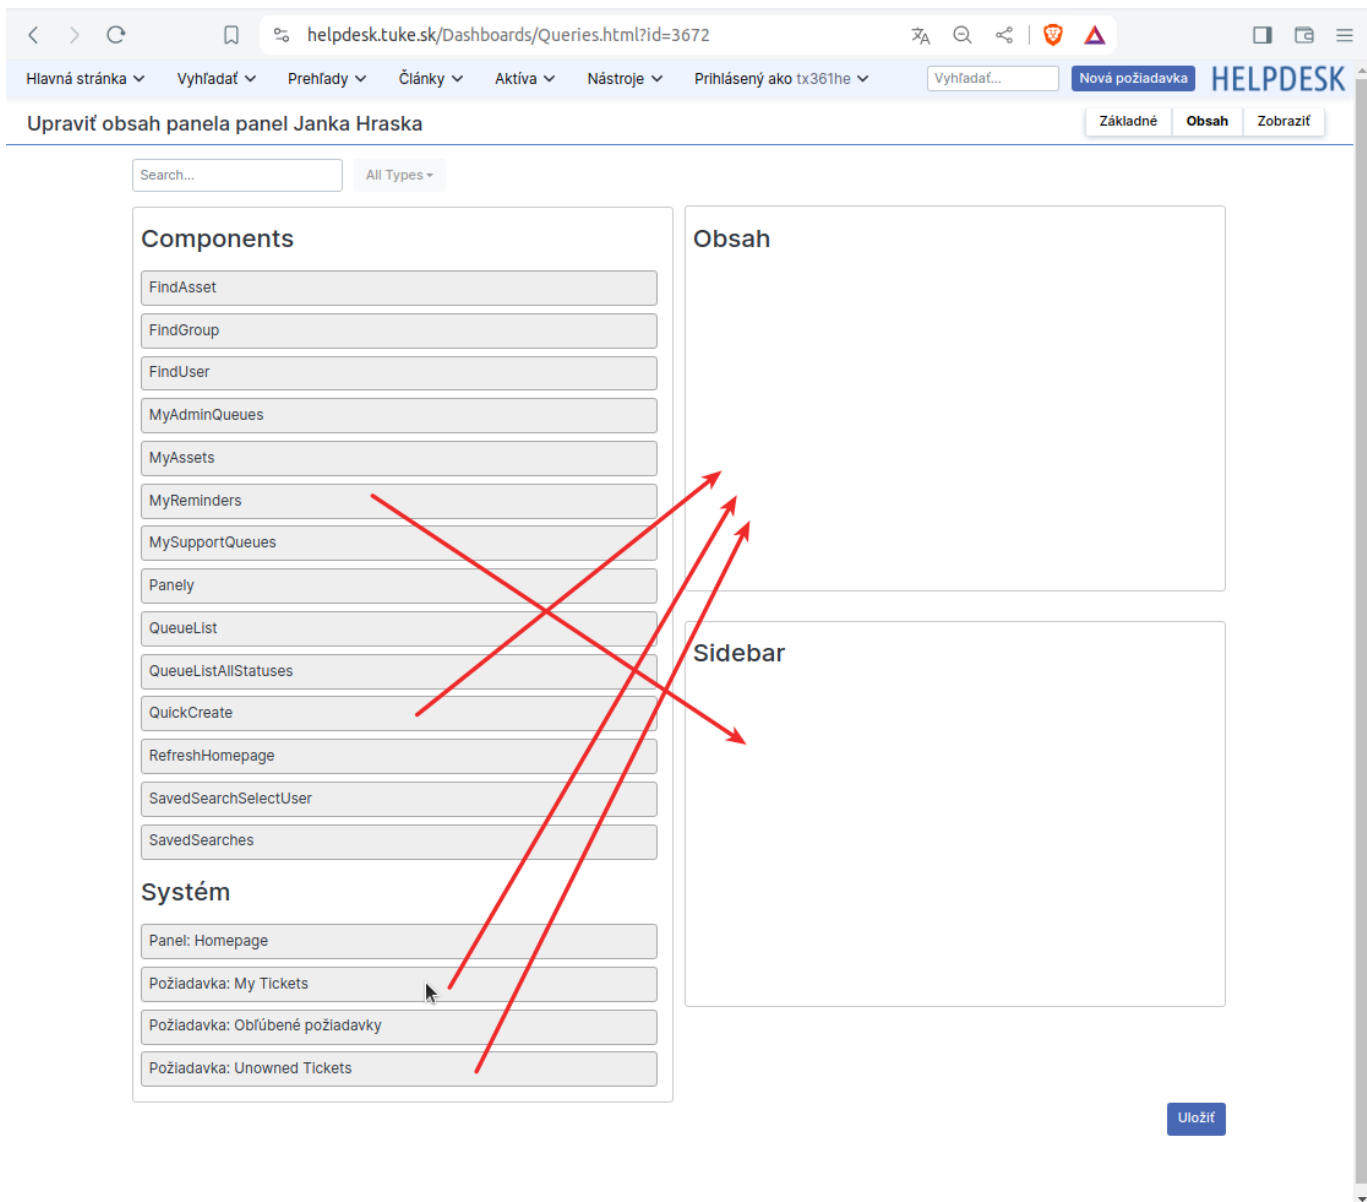 helpdesk.tuke.sk/Dashboards/Queries.html?id=3672
Hlavná stránka Vyhľadať Prehľady Články Aktíva Nástroje Prihlásený ako tx361he Vyhľadať... Nová požiadavka HELPDESK
Upraviť obsah panela panel Janka Hraska Základné Obsah Zobraziť
Search... All Types
Components
FindAsset
FindGroup
FindUser
MyAdminQueues
MyAssets
MyReminders
MySupportQueues
Panely
QueueList
QueueListAllStatuses
QuickCreate
RefreshHomepage
SavedSearchSelectUser
SavedSearches
Systém
Panel: Homepage
Požiadavka: My Tickets
Požiadavka: Obľúbené požiadavky
Požiadavka: Unowned Tickets
Obsah
Sidebar
Uložiť